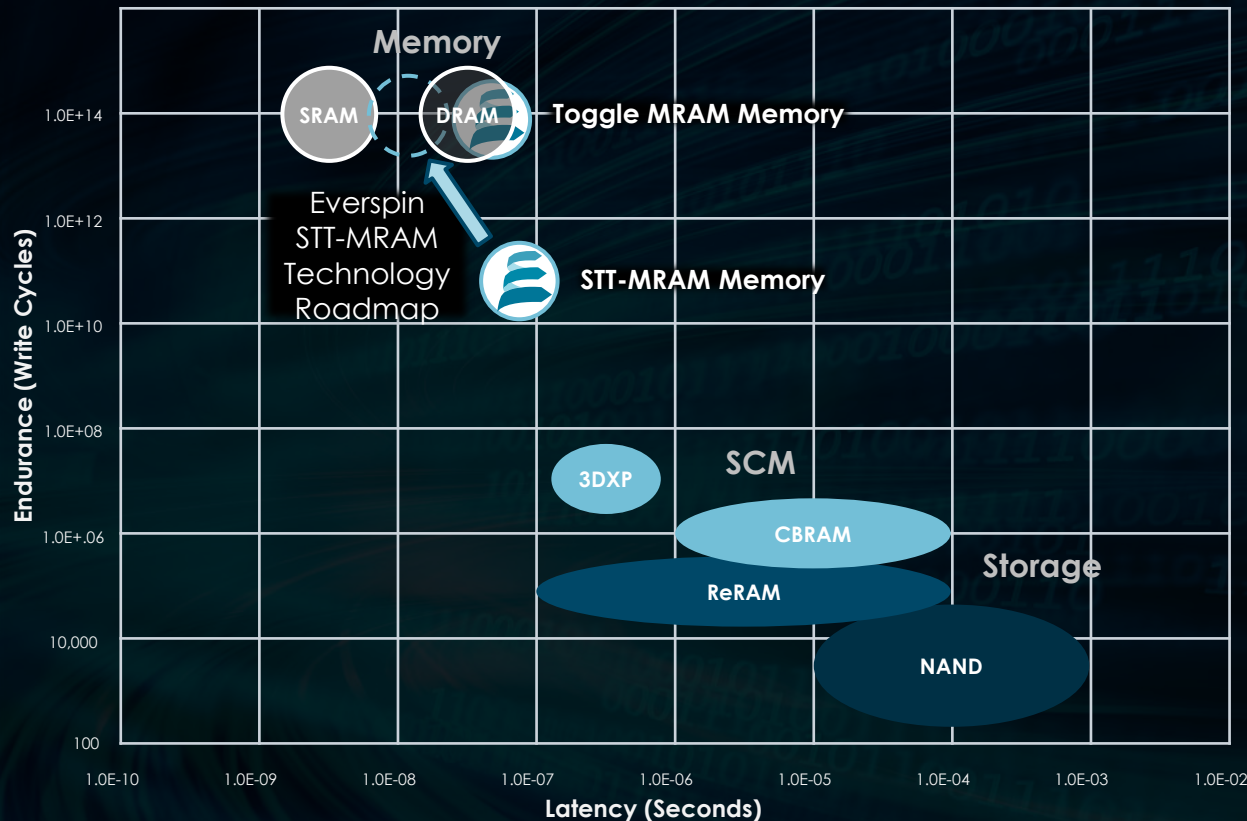 Memory
SRAM
DRAM
Toggle MRAM Memory
Everspin
STT-MRAM
Technology
Roadmap
STT-MRAM Memory
SCM
3DXP
CBRAM
Storage
ReRAM
NAND
Endurance (Write Cycles)
1.0E+14
1.0E+12
1.0E+10
1.0E+08
1.0E+.06
10,000
100
1.0E-10
1.0E-09
1.0E-08
1.0E-07
1.0E-06
1.0E-05
1.0E-04
1.0E-03
1.0E-02
Latency (Seconds)